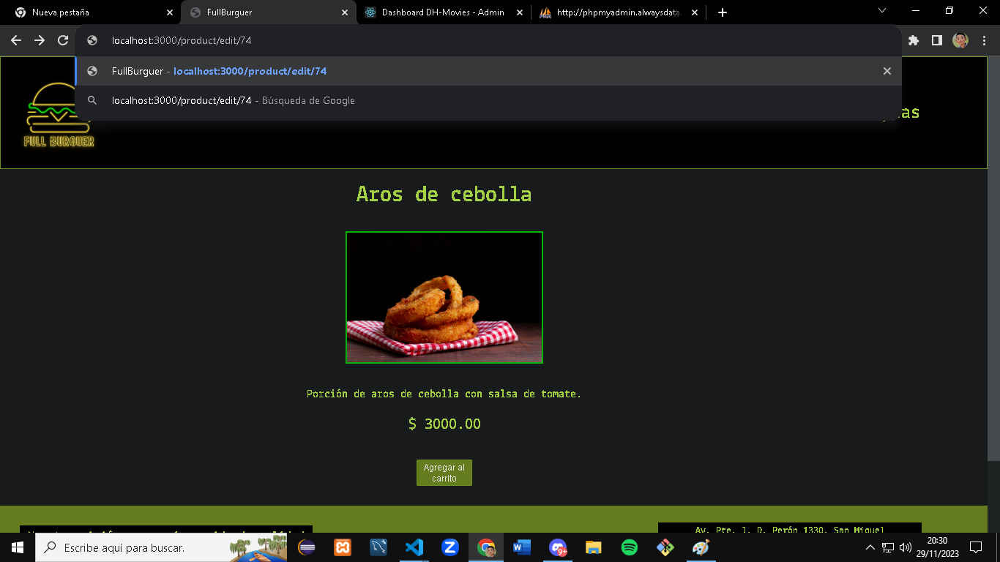 Nueva pestaña
FullBurguer
Dashboard DH-Movies - Admin
http://phpmyadmin.alwaysdata.
localhost:3000/product/edit/74
FullBurguer - localhost:3000/product/edit/74
localhost:3000/product/edit/74 - Búsqueda de Google
FULL BURGUER
Aros de cebolla
Porción de aros de cebolla con salsa de tomate.
$ 3000.00
Agregar al
carrito
Av. Pte. J. D. Perón 1330. San Miguel
Escribe aquí para buscar.
9+
20:30
29/11/2023